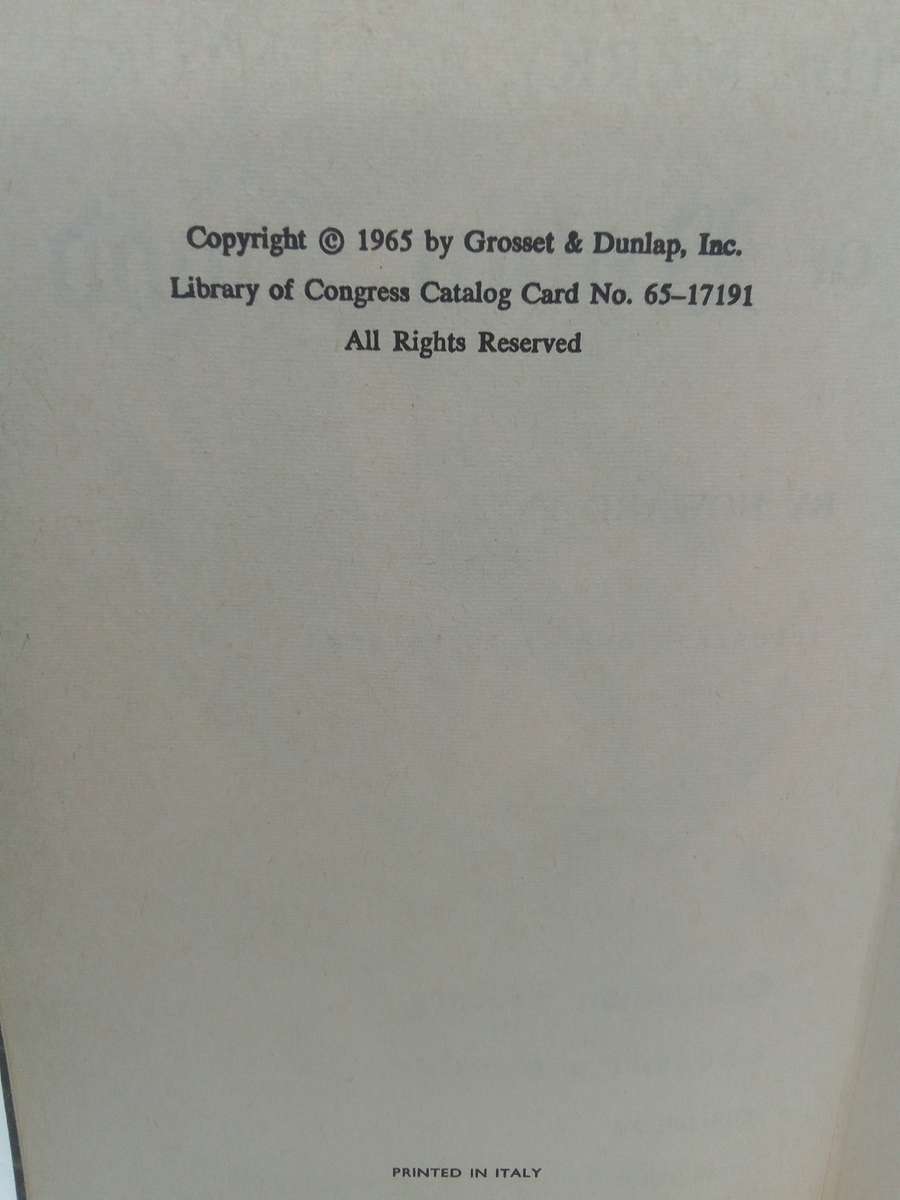 Copyright © 1965 by Grosset & Dunlap, Inc.
Library of Congress Catalog Card No. 65–17191
All Rights Reserved
PRINTED IN ITALY